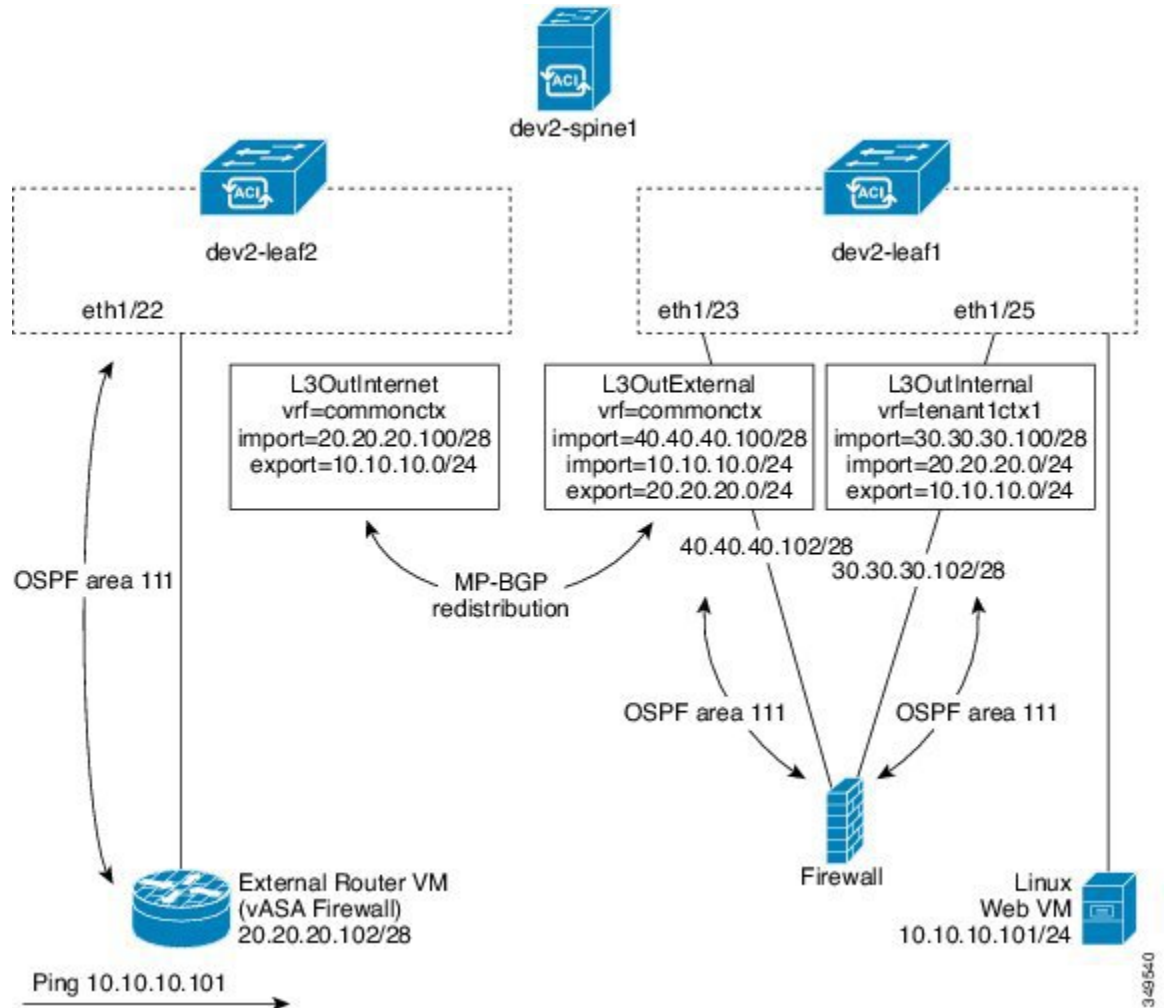 ACI
dev2-spine1
ACI
dev2-leaf2
ACI
dev2-leaf1
eth1/22
eth1/23
eth1/25
L3OutInternet
vrf=commonctx
import=20.20.20.100/28
export=10.10.10.0/24
L3OutExternal
vrf=commonctx
import=40.40.40.100/28
import=10.10.10.0/24
export=20.20.20.0/24
L3OutInternal
vrf=tenant1ctx1
import=30.30.30.100/28
import=20.20.20.0/24
export=10.10.10.0/24
40.40.40.102/28
30.30.30.102/28
OSPF area 111
MP-BGP
redistribution
OSPF area 111
OSPF area 111
Firewall
External Router VM
(vASA Firewall)
20.20.20.102/28
Linux
Web VM
10.10.10.101/24
Ping 10.10.10.101
349540